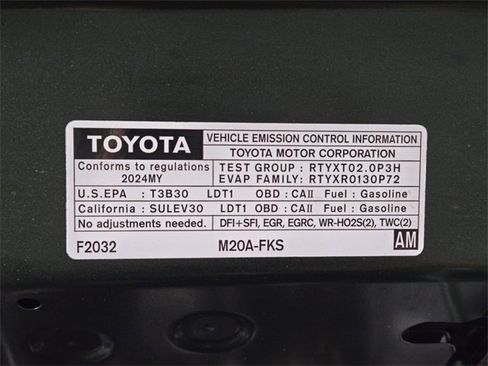 TOYOTA VEHICLE EMISSION CONTROL INFORMATION
TOYOTA MOTOR CORPORATION
Conforms to regulations TEST GROUP : RTYXT02.0P3H
2024MY EVAP FAMILY : RTYXR0130P72
U.S.EPA : T3B30 LDT1 OBD : CAII Fuel : Gasoline
California : SULEV30 LDT1 OBD : CAII Fuel : Gasoline
No adjustments needed. DFI+SFI, EGR, EGRC, WR-HO2S(2), TWC(2)
F2032 M20A-FKS AM